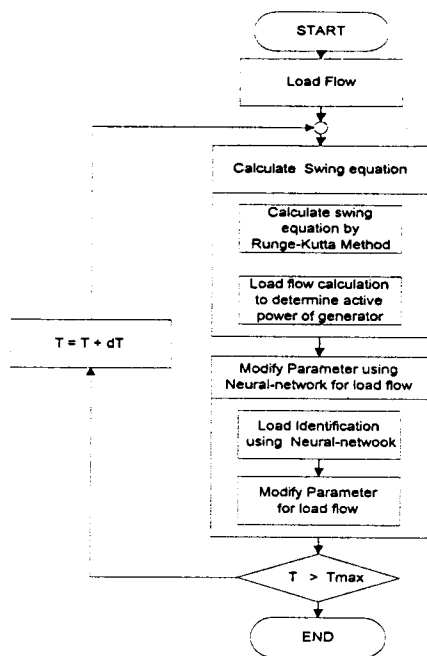 START
Load Flow
Calculate Swing equation
Calculate swing
equation by
Runge-Kutta Method
Load flow calculation
to determine active
power of generator
T = T + dT
Modify Parameter using
Neural-network for load flow
Load Identification
using Neural-netwook
Modify Parameter
for load flow
T > Tmax
END